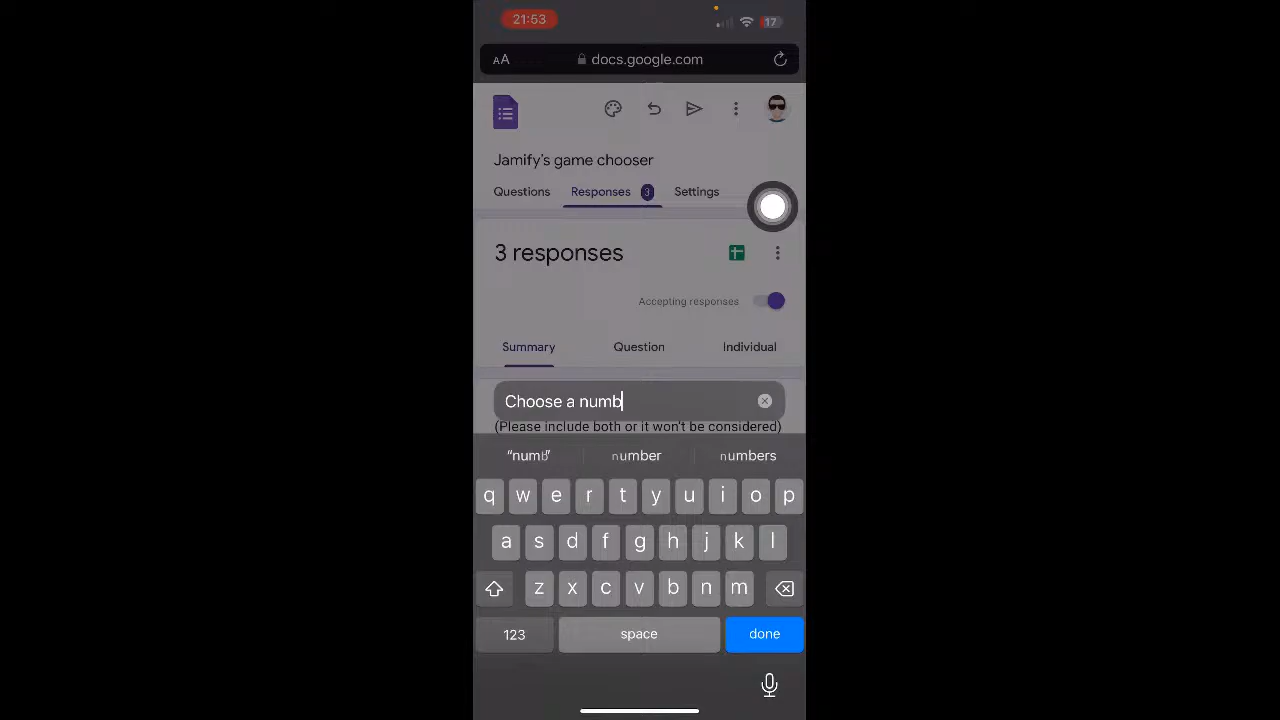 21:53
17
AA docs.google.com
Jamify's game chooser
Questions Responses 3 Settings
3 responses
Accepting responses
Summary Question Individual
Choose a numb
(Please include both or it won't be considered)
“numb” number numbers
q w e r t y u i o p
a s d f g h j k l
z x c v b n m
123 space done